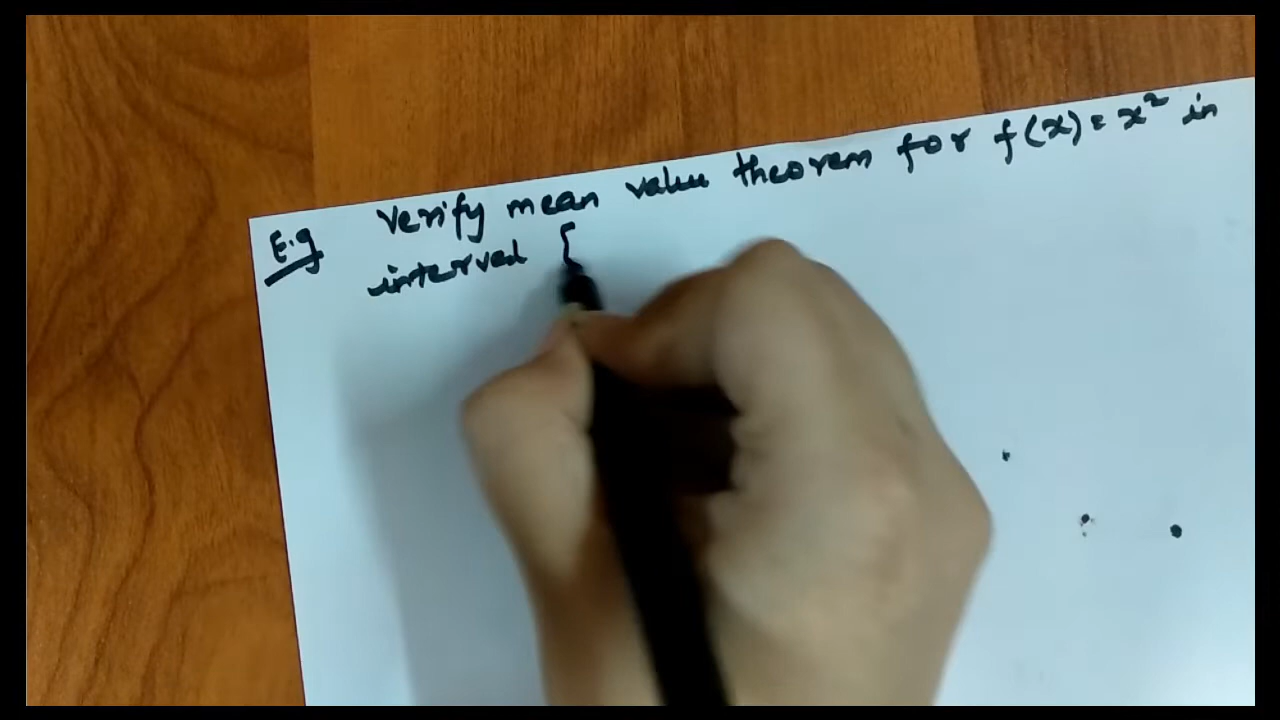 E.g Verify mean value theorem for f(x) = x² in
interval [